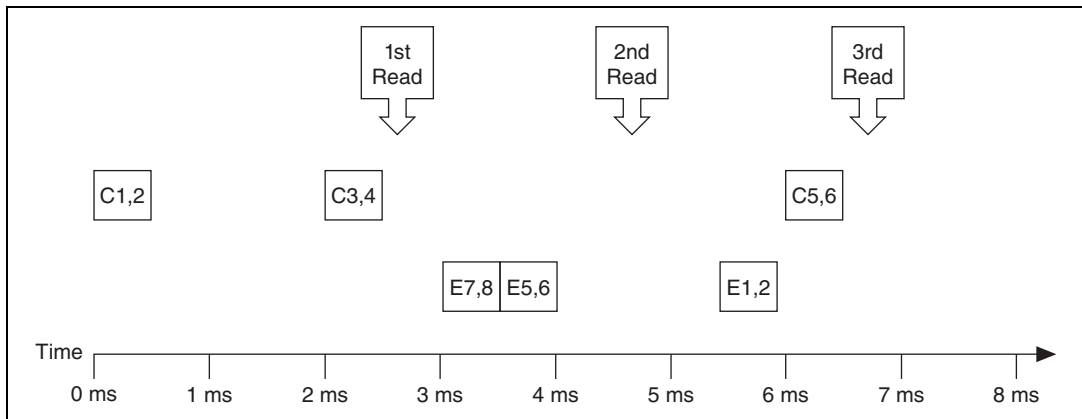 1st
Read
2nd
Read
3rd
Read
C1,2
C3,4
C5,6
E7,8
E5,6
E1,2
Time
0 ms
1 ms
2 ms
3 ms
4 ms
5 ms
6 ms
7 ms
8 ms